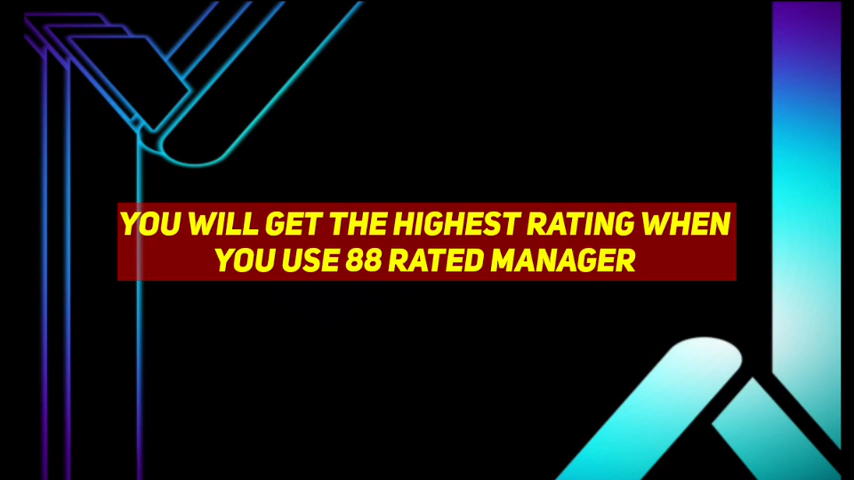 YOU WILL GET THE HIGHEST RATING WHEN
YOU USE 88 RATED MANAGER